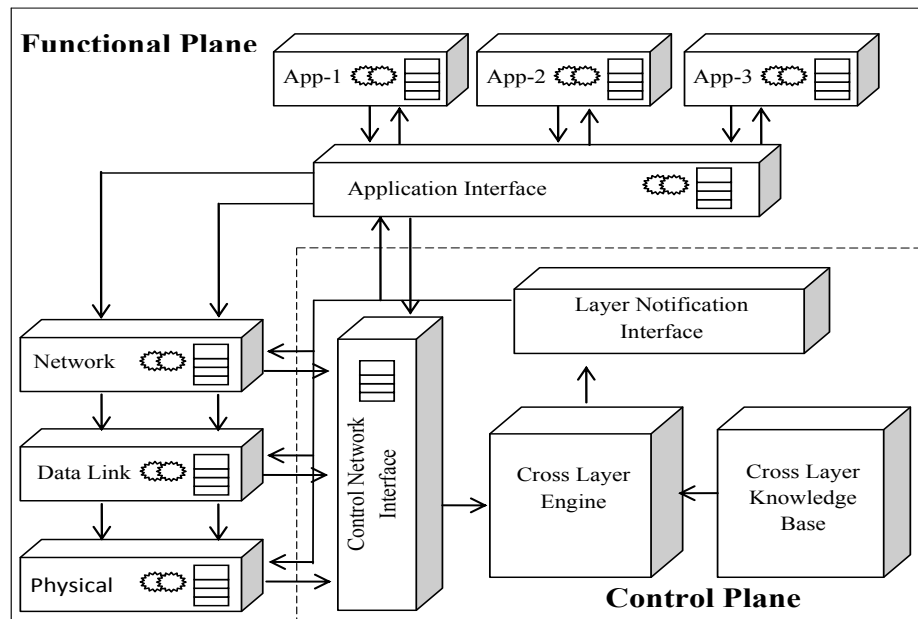 Functional Plane
App-1
App-2
App-3
Application Interface
Layer Notification
Interface
Network
Data Link
Physical
Control Network
Interface
Cross Layer
Engine
Cross Layer
Knowledge
Base
Control Plane